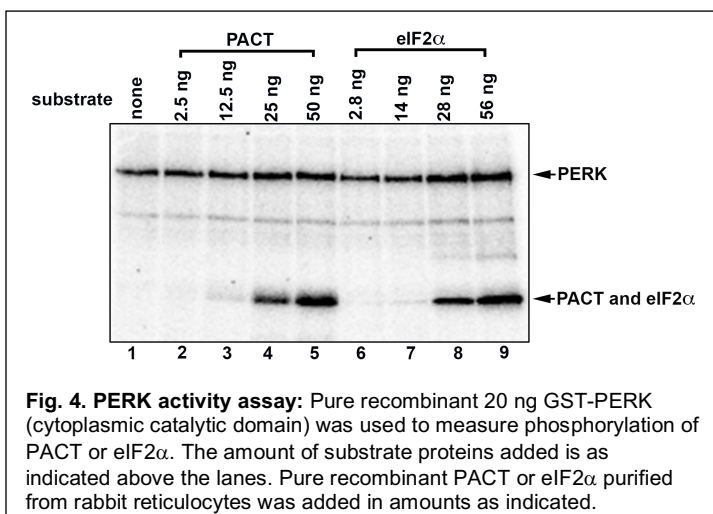 PACT eIF2α
substrate none 2.5 ng 12.5 ng 25 ng 50 ng 2.8 ng 14 ng 28 ng 56 ng
PERK
PACT and eIF2α
1 2 3 4 5 6 7 8 9
Fig. 4. PERK activity assay: Pure recombinant 20 ng GST-PERK
(cytoplasmic catalytic domain) was used to measure phosphorylation of
PACT or eIF2α. The amount of substrate proteins added is as
indicated above the lanes. Pure recombinant PACT or eIF2α purified
from rabbit reticulocytes was added in amounts as indicated.